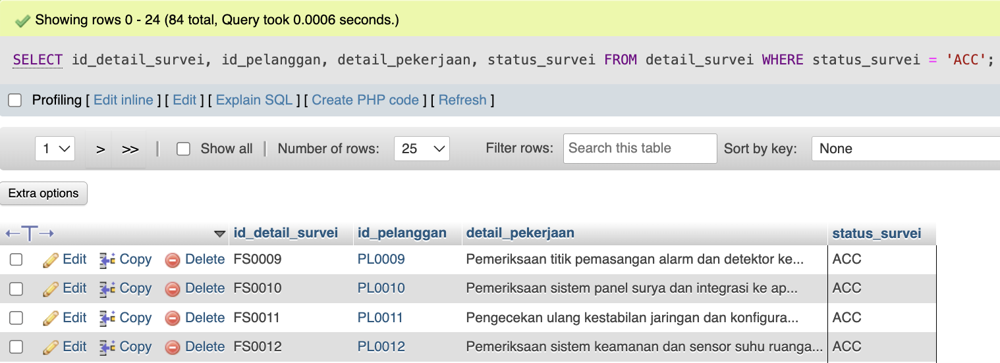 Showing rows 0 - 24 (84 total, Query took 0.0006 seconds.)
SELECT id_detail_survei, id_pelanggan, detail_pekerjaan, status_survei FROM detail_survei WHERE status_survei = 'ACC';
Profiling [ Edit inline ] [ Edit ] [ Explain SQL ] [ Create PHP code ] [ Refresh ]
1 > >> | Show all | Number of rows: 25 Filter rows: Search this table Sort by key: None
Extra options
←T→ id_detail_survei id_pelanggan detail_pekerjaan status_survei
Edit Copy Delete FS0009 PL0009 Pemeriksaan titik pemasangan alarm dan detektor ke... ACC
Edit Copy Delete FS0010 PL0010 Pemeriksaan sistem panel surya dan integrasi ke ap... ACC
Edit Copy Delete FS0011 PL0011 Pengecekan ulang kestabilan jaringan dan konfigura... ACC
Edit Copy Delete FS0012 PL0012 Pemeriksaan sistem keamanan dan sensor suhu ruanga... ACC